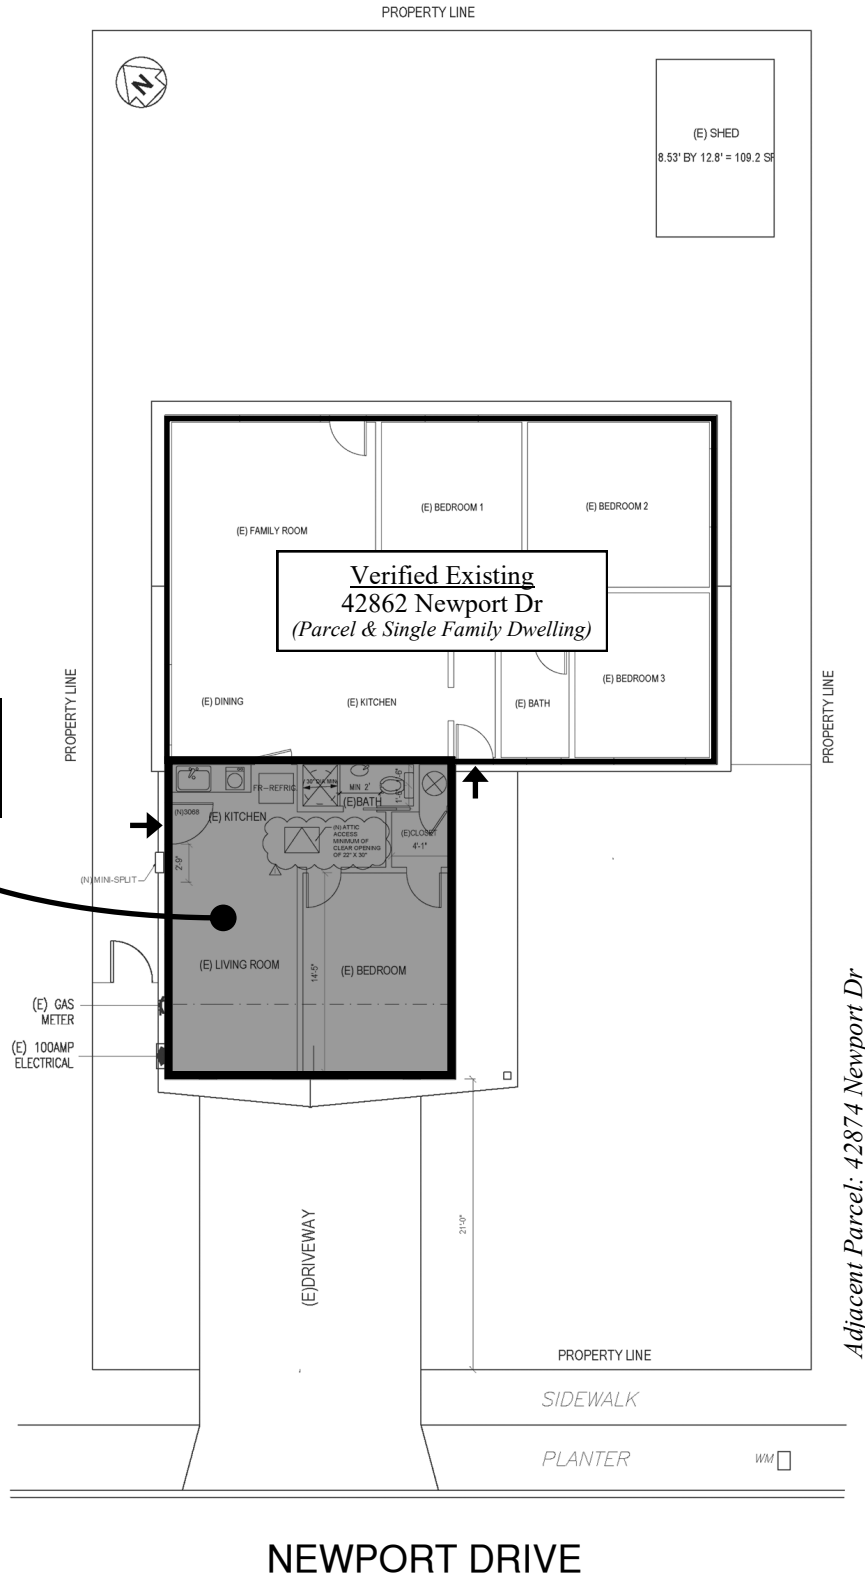 PROPERTY LINE
N
(E) SHED
8.53' BY 12.8' = 109.2 SF
(E) BEDROOM 1
(E) BEDROOM 2
(E) FAMILY ROOM
Verified Existing
42862 Newport Dr
(Parcel & Single Family Dwelling)
PROPERTY LINE
PROPERTY LINE
(E) BEDROOM 3
(E) DINING
(E) KITCHEN
(E) BATH
FR-REFRIG.
MIN 2'
(E)BATH
(N)3068
(E) KITCHEN
(N) ATTIC
ACCESS
MINIMUM OF
CLEAR OPENING
OF 22" X 30"
(E)CLOSET
4'-1"
2'-9"
(N) MINI-SPLIT
(E) LIVING ROOM
14'-5"
(E) BEDROOM
(E) GAS
METER
(E) 100AMP
ELECTRICAL
Adjacent Parcel: 42874 Newport Dr
(E)DRIVEWAY
21'-0"
PROPERTY LINE
SIDEWALK
PLANTER
WM
NEWPORT DRIVE